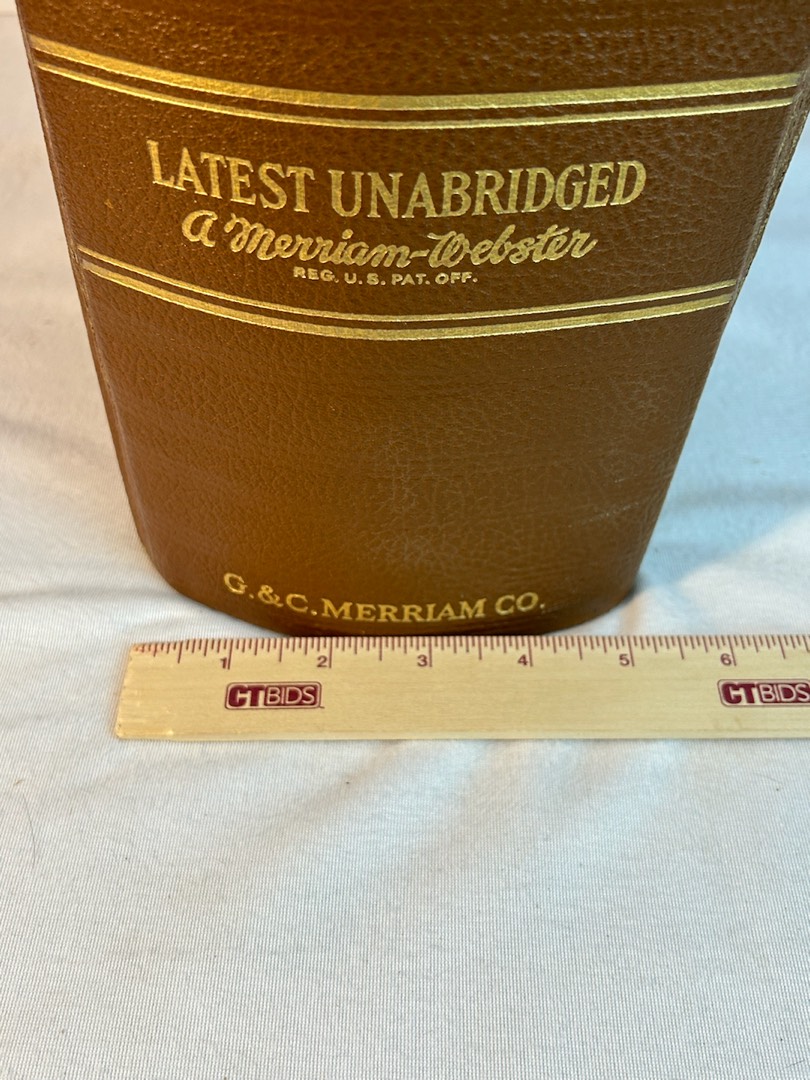 LATEST UNABRIDGED
a Merriam-Webster
REG. U.S. PAT. OFF.
G.&C. MERRIAM CO.
1 2 3 4 5 6
CTBIDS CTBIDS